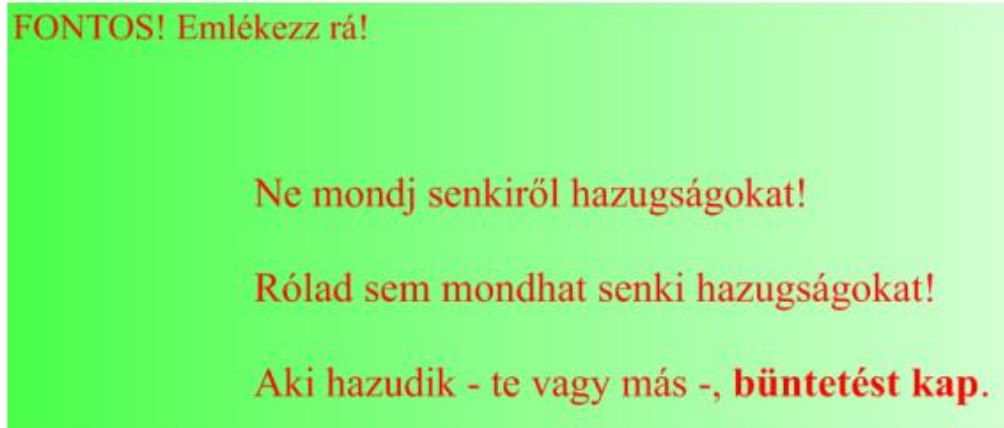 FONTOS! Emlékezz rá!
Ne mondj senkiről hazugságokat!
Rólad sem mondhat senki hazugságokat!
Aki hazudik - te vagy más -, büntetést kap.